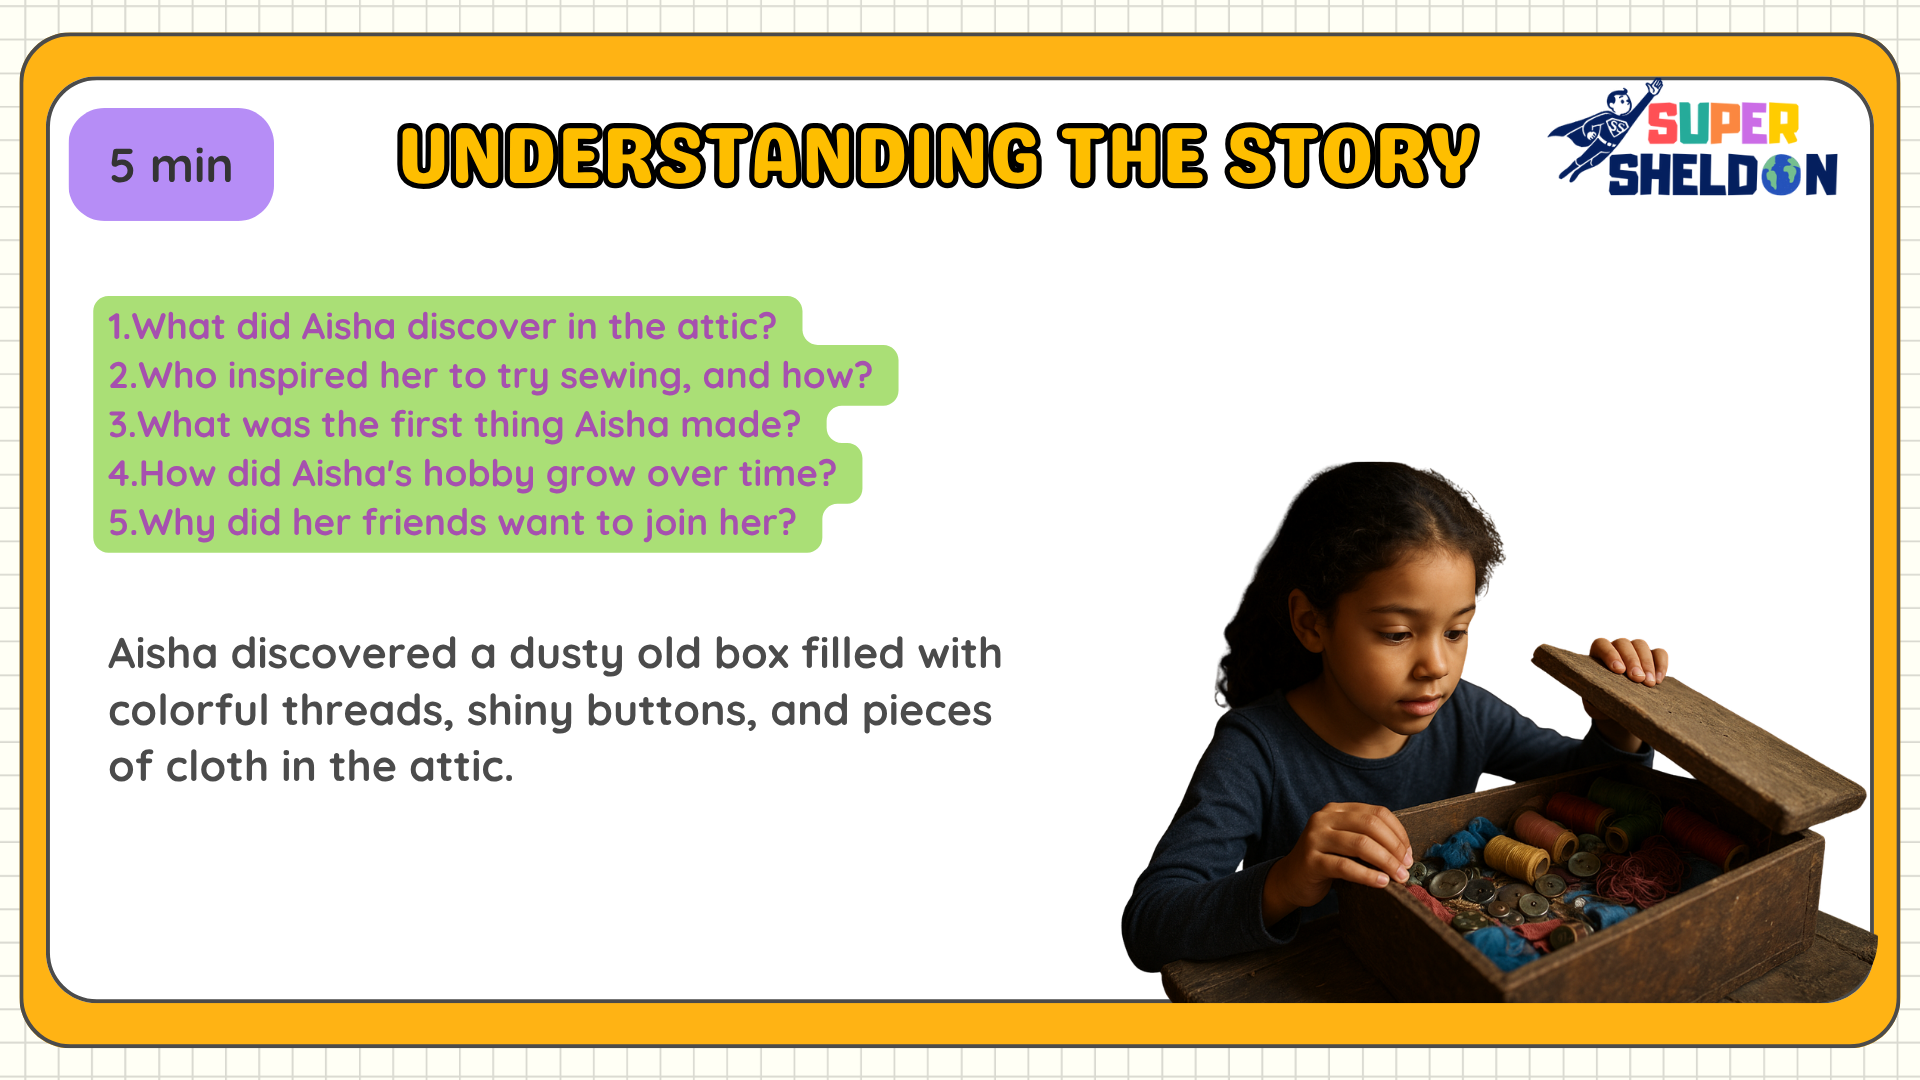 5 min
UNDERSTANDING THE STORY
SUPER
SHELDON
1.What did Aisha discover in the attic?
2.Who inspired her to try sewing, and how?
3.What was the first thing Aisha made?
4.How did Aisha's hobby grow over time?
5.Why did her friends want to join her?
Aisha discovered a dusty old box filled with
colorful threads, shiny buttons, and pieces
of cloth in the attic.